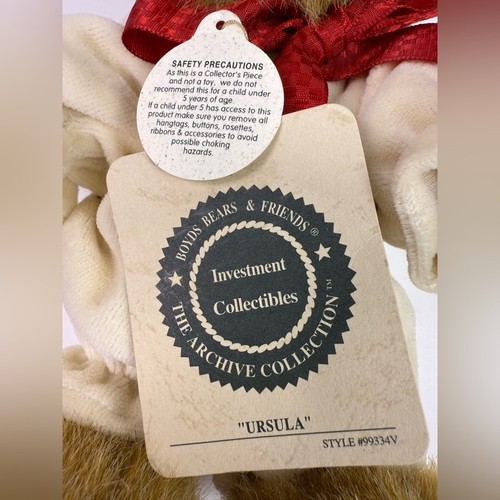 SAFETY PRECAUTIONS
As this is a Collector's Piece
and not a toy, we do not
recommend this for a child under
5 years of age.
If a child under 5 has access to this
product make sure you remove all
hangtags, buttons, rosettes,
ribbons & accessories to avoid
possible choking
hazards.
BOYDS BEARS & FRIENDS ®
Investment
Collectibles
THE ARCHIVE COLLECTION ™
"URSULA"
STYLE #99334V